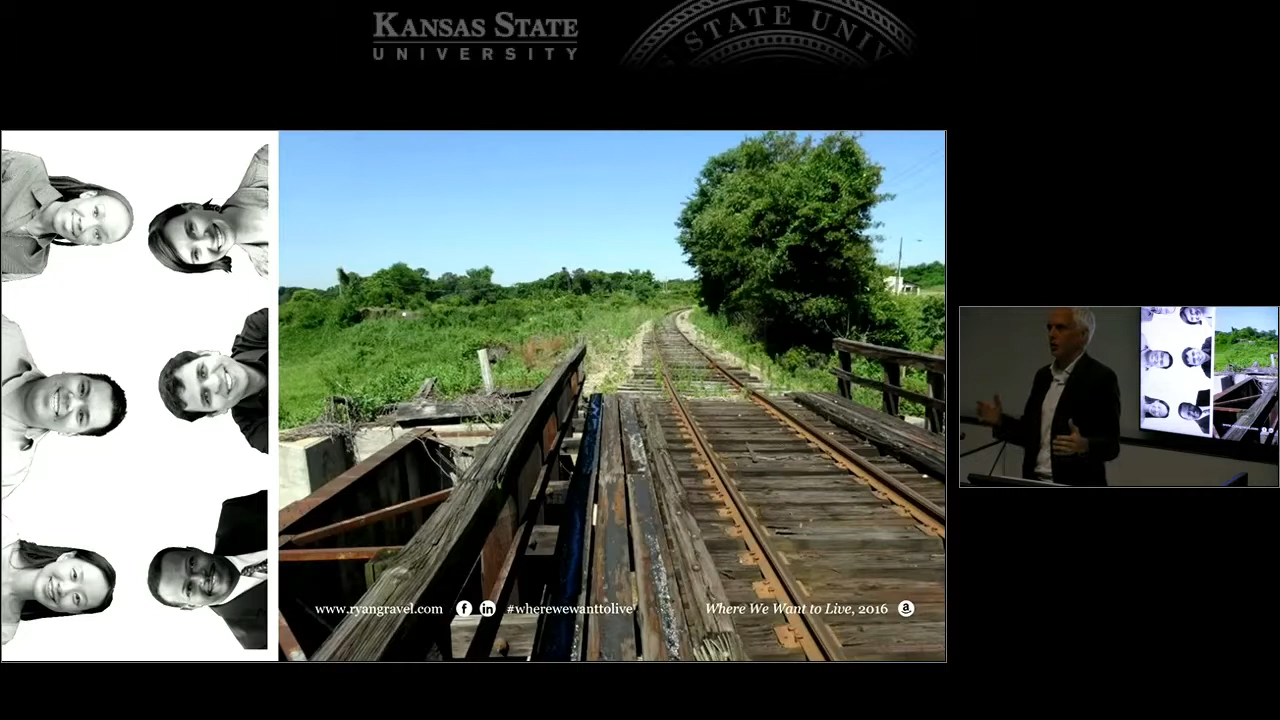 KANSAS STATE
UNIVERSITY
STATE UNIV
www.ryangravel.com #wherewewanttolive Where We Want to Live, 2016